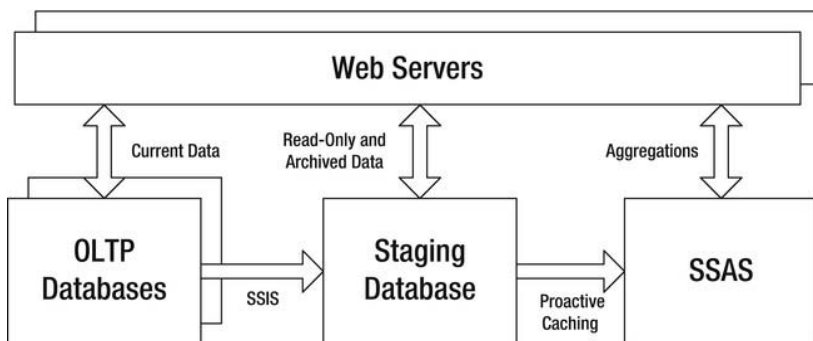 Web Servers
Current Data
Read-Only and
Archived Data
Aggregations
OLTP
Databases
SSIS
Staging
Database
Proactive
Caching
SSAS